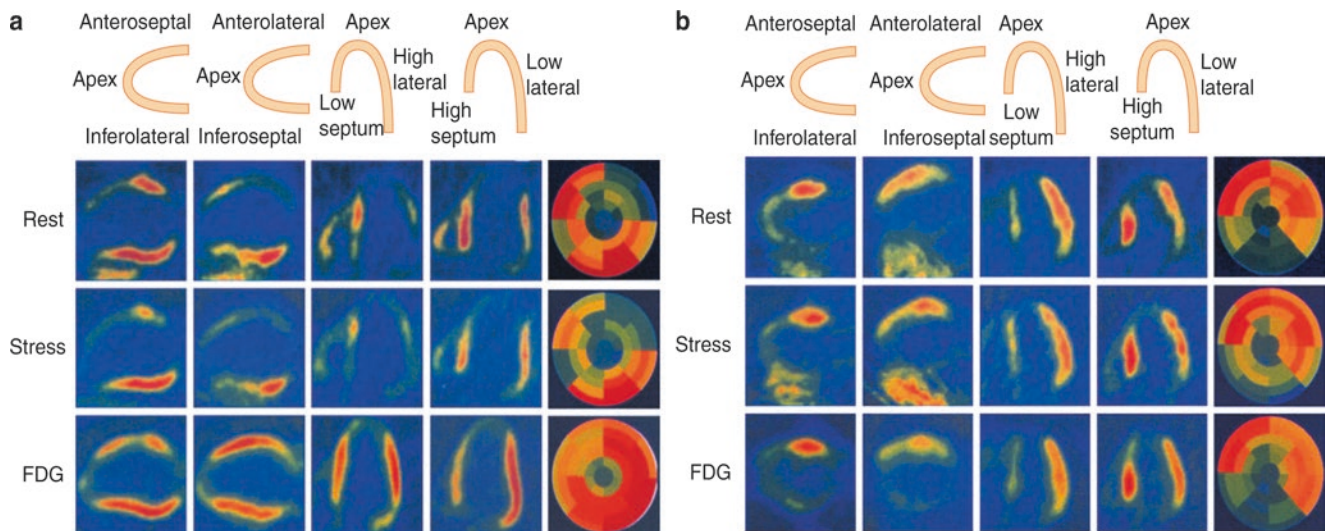 a
Anteroseptal
Anterolateral
Apex
Apex
Apex
Apex
High
lateral
Low
lateral
Low
septum
High
septum
Inferolateral
Inferoseptal
Rest
Stress
FDG
b
Anteroseptal
Anterolateral
Apex
Apex
Apex
Apex
High
lateral
Low
lateral
Low
septum
High
septum
Inferolateral
Inferoseptal
Rest
Stress
FDG